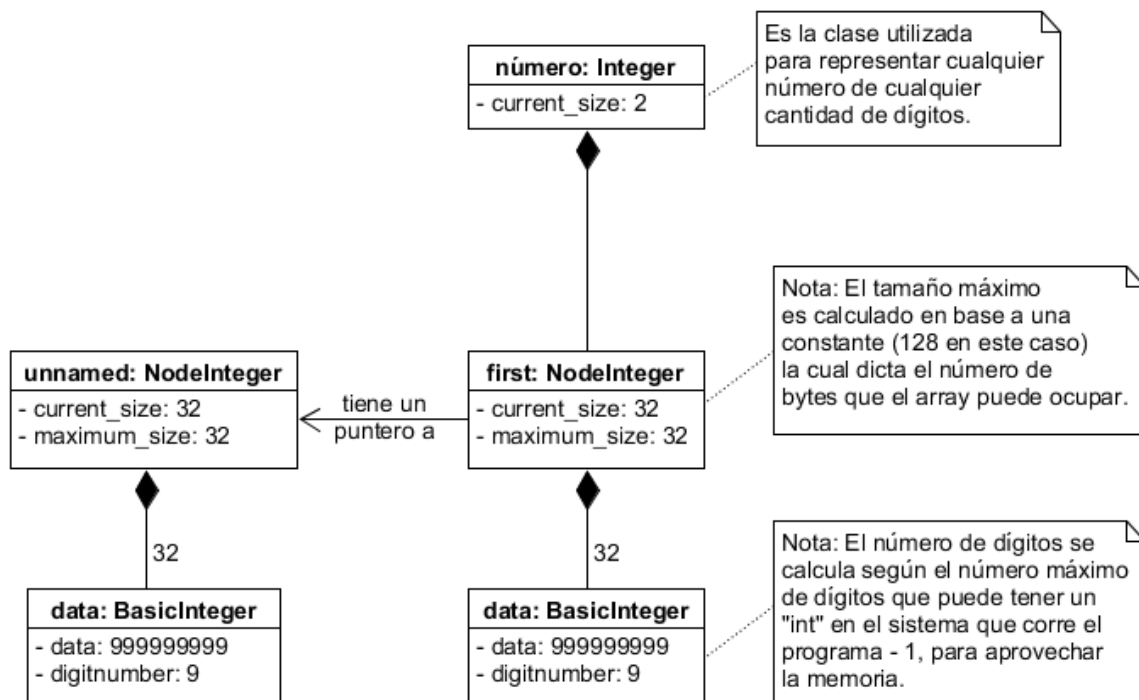 Es la clase utilizada
para representar cualquier
número de cualquier
cantidad de dígitos.
número: Integer
- current_size: 2
Nota: El tamaño máximo
es calculado en base a una
constante (128 en este caso)
la cual dicta el número de
bytes que el array puede ocupar.
unnamed: NodeInteger
- current_size: 32
- maximum_size: 32
tiene un
puntero a
first: NodeInteger
- current_size: 32
- maximum_size: 32
32
32
Nota: El número de dígitos se
calcula según el número máximo
de dígitos que puede tener un
"int" en el sistema que corre el
programa - 1, para aprovechar
la memoria.
data: BasicInteger
- data: 999999999
- digitnumber: 9
data: BasicInteger
- data: 999999999
- digitnumber: 9